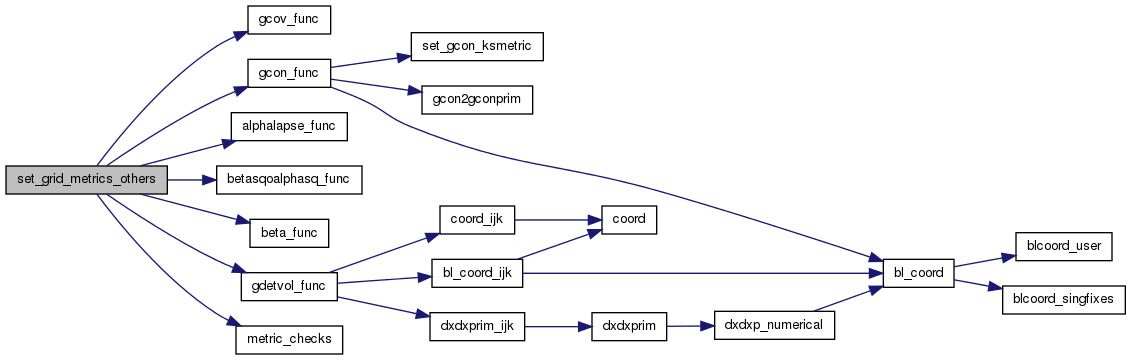 gcov_func
set_gcon_ksmetric
gcon_func
gcon2gconprim
alphalapse_func
set_grid_metrics_others
betasqoalphasq_func
coord_ijk
coord
beta_func
blcoord_user
bl_coord_ijk
bl_coord
gdetvol_func
blcoord_singfixes
dxdxprim_ijk
dxdxprim
dxdxp_numerical
metric_checks